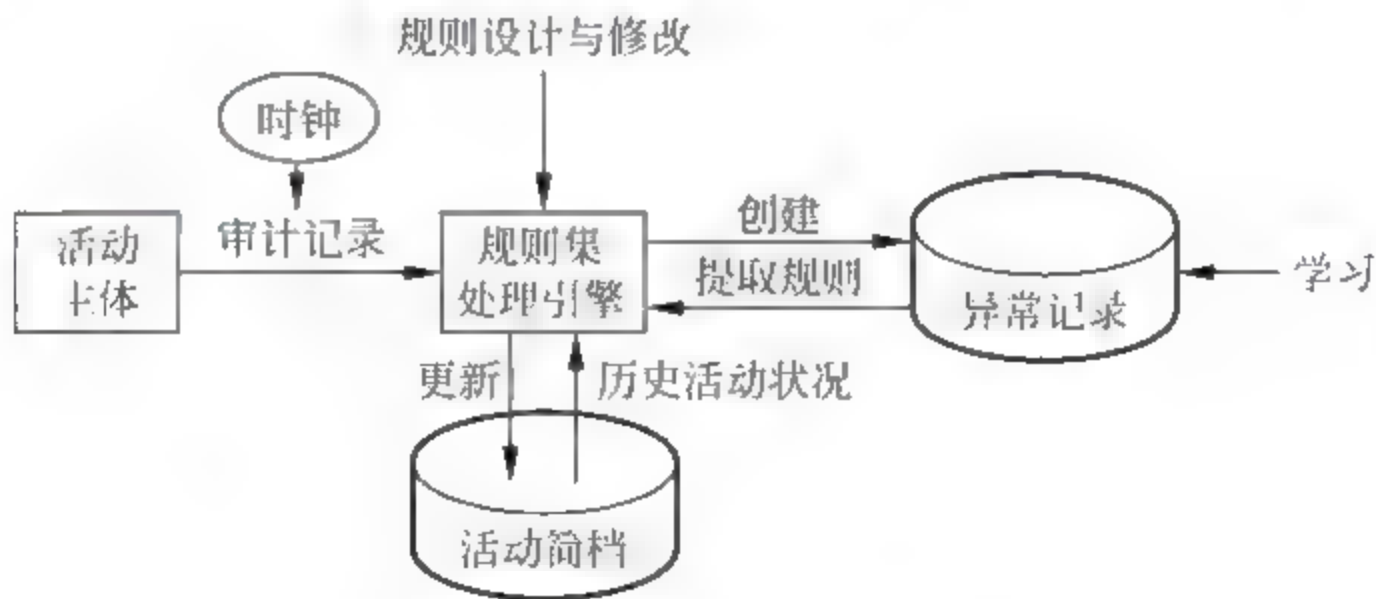 规则设计与修改
时钟
活动
主体
审计记录
规则集
处理引擎
创建
提取规则
异常记录
学习
更新
历史活动状况
活动简档